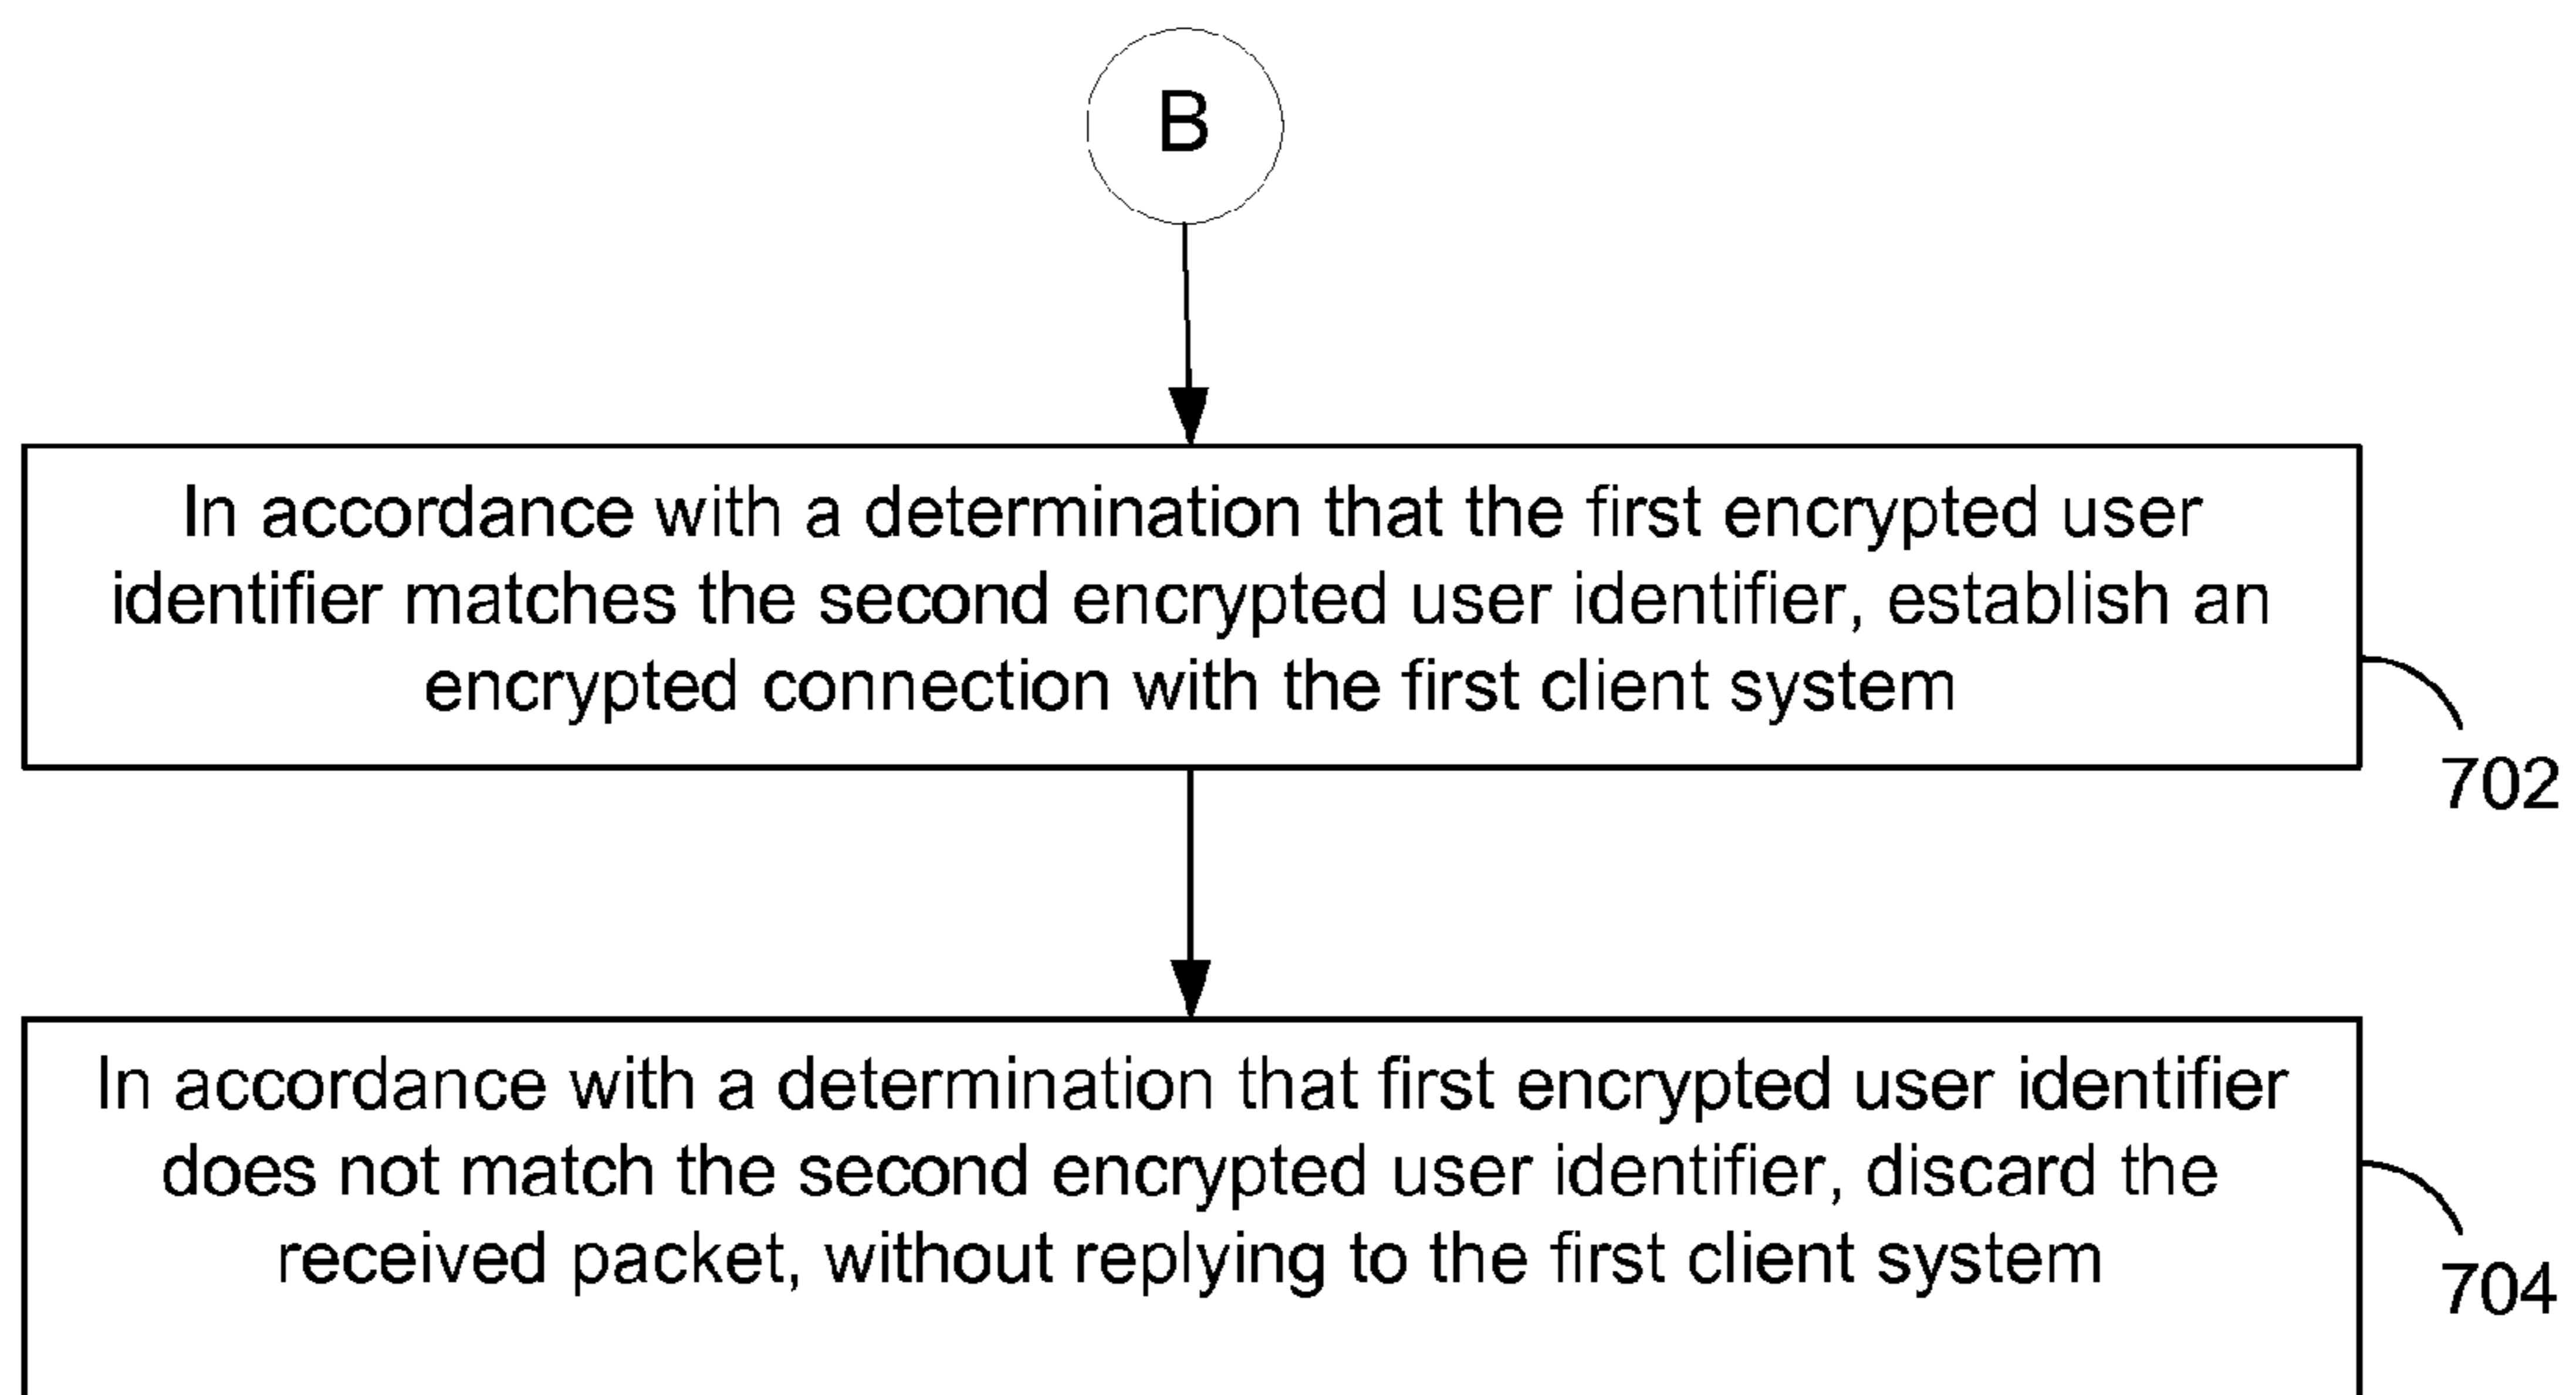 B
In accordance with a determination that the first encrypted user
identifier matches the second encrypted user identifier, establish an
encrypted connection with the first client system
702
In accordance with a determination that first encrypted user identifier
does not match the second encrypted user identifier, discard the
received packet, without replying to the first client system
704